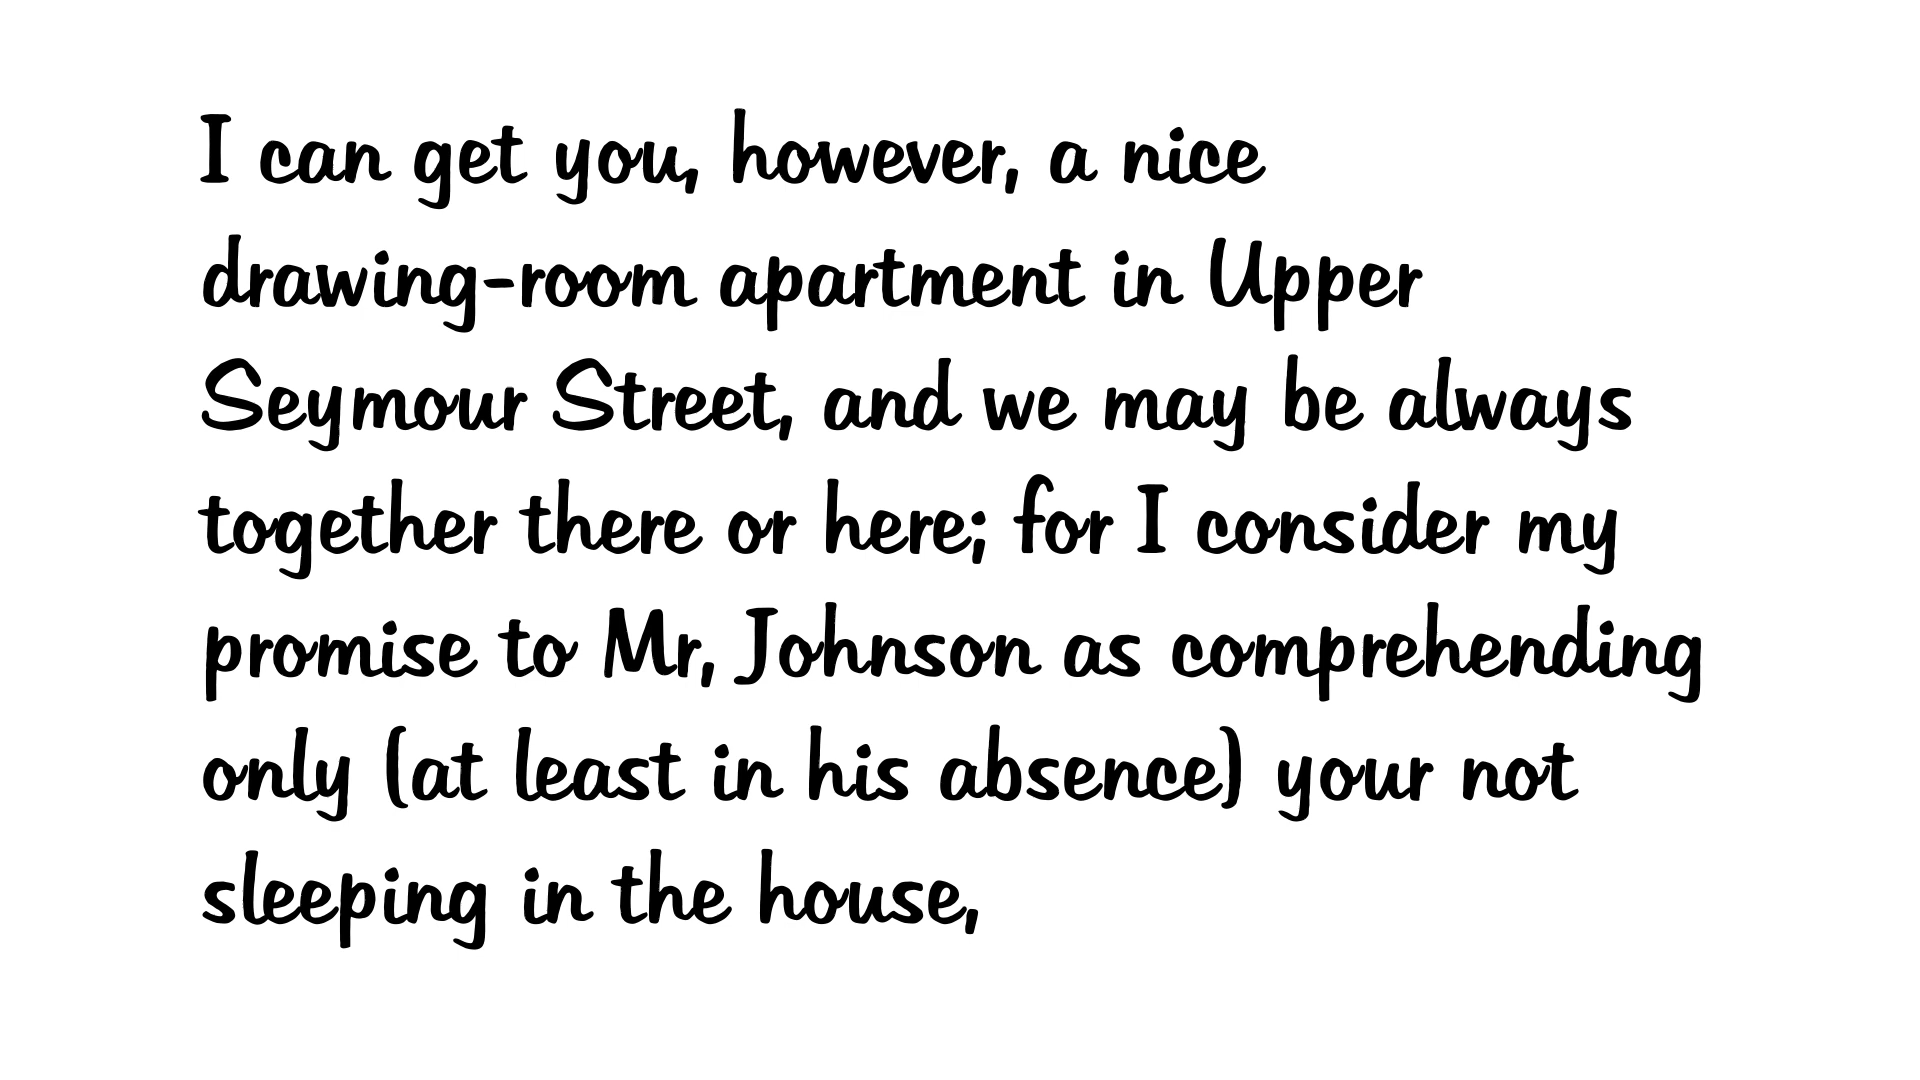 I can get you, however, a nice
drawing-room apartment in Upper
Seymour Street, and we may be always
together there or here; for I consider my
promise to Mr, Johnson as comprehending
only (at least in his absence) your not
sleeping in the house,